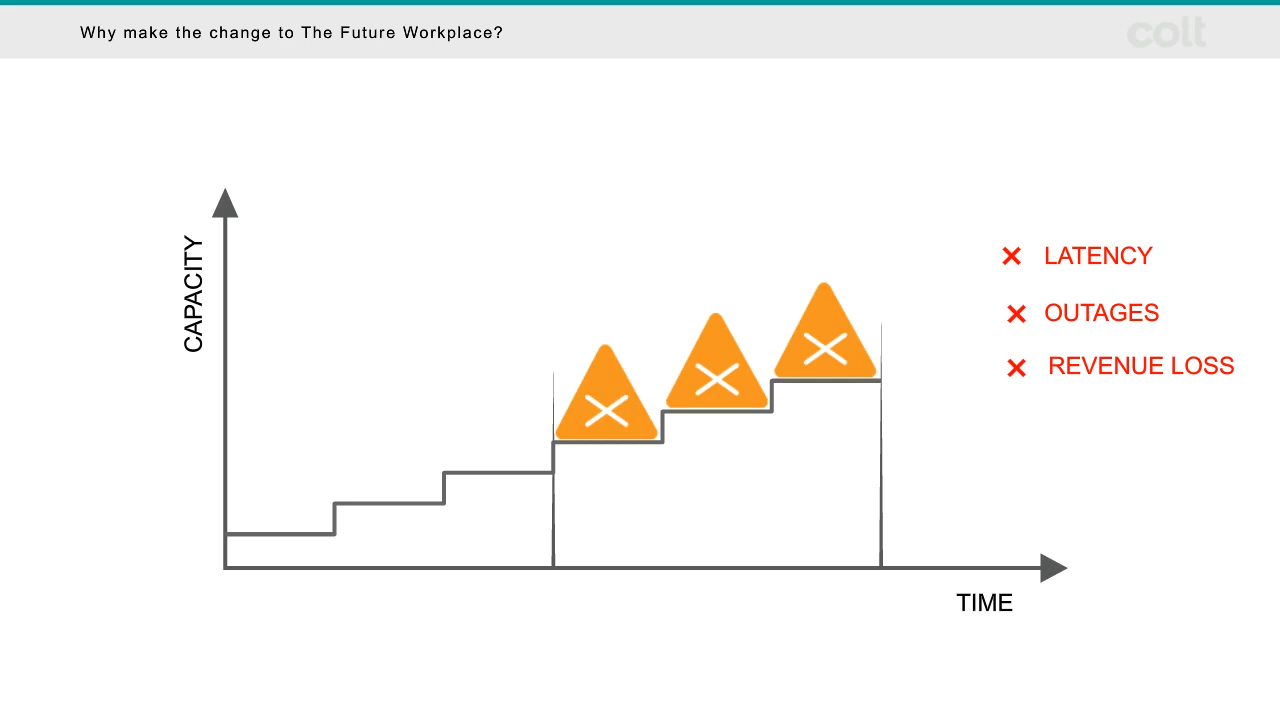 Why make the change to The Future Workplace?
colt
CAPACITY
LATENCY
OUTAGES
REVENUE LOSS
TIME